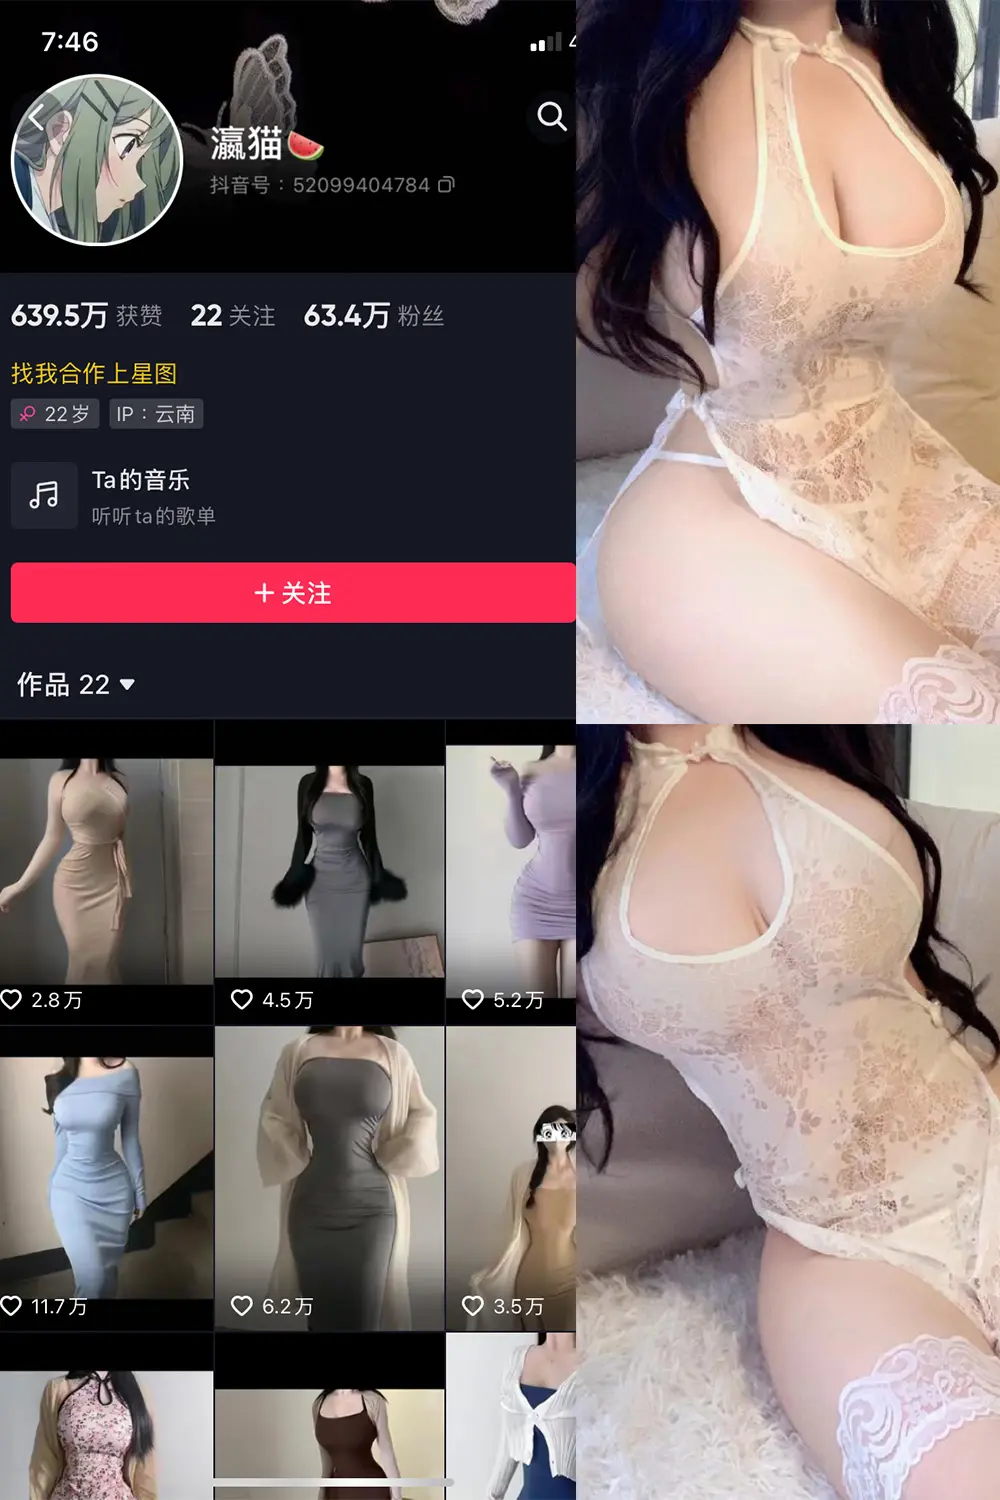 7:46
4
瀛猫🍉
抖音号：52099404784
639.5万 获赞 22 关注 63.4万 粉丝
找我合作上星图
22岁 IP：云南
Ta的音乐
听听ta的歌单
+ 关注
作品 22
2.8万 4.5万 5.2万
11.7万 6.2万 3.5万